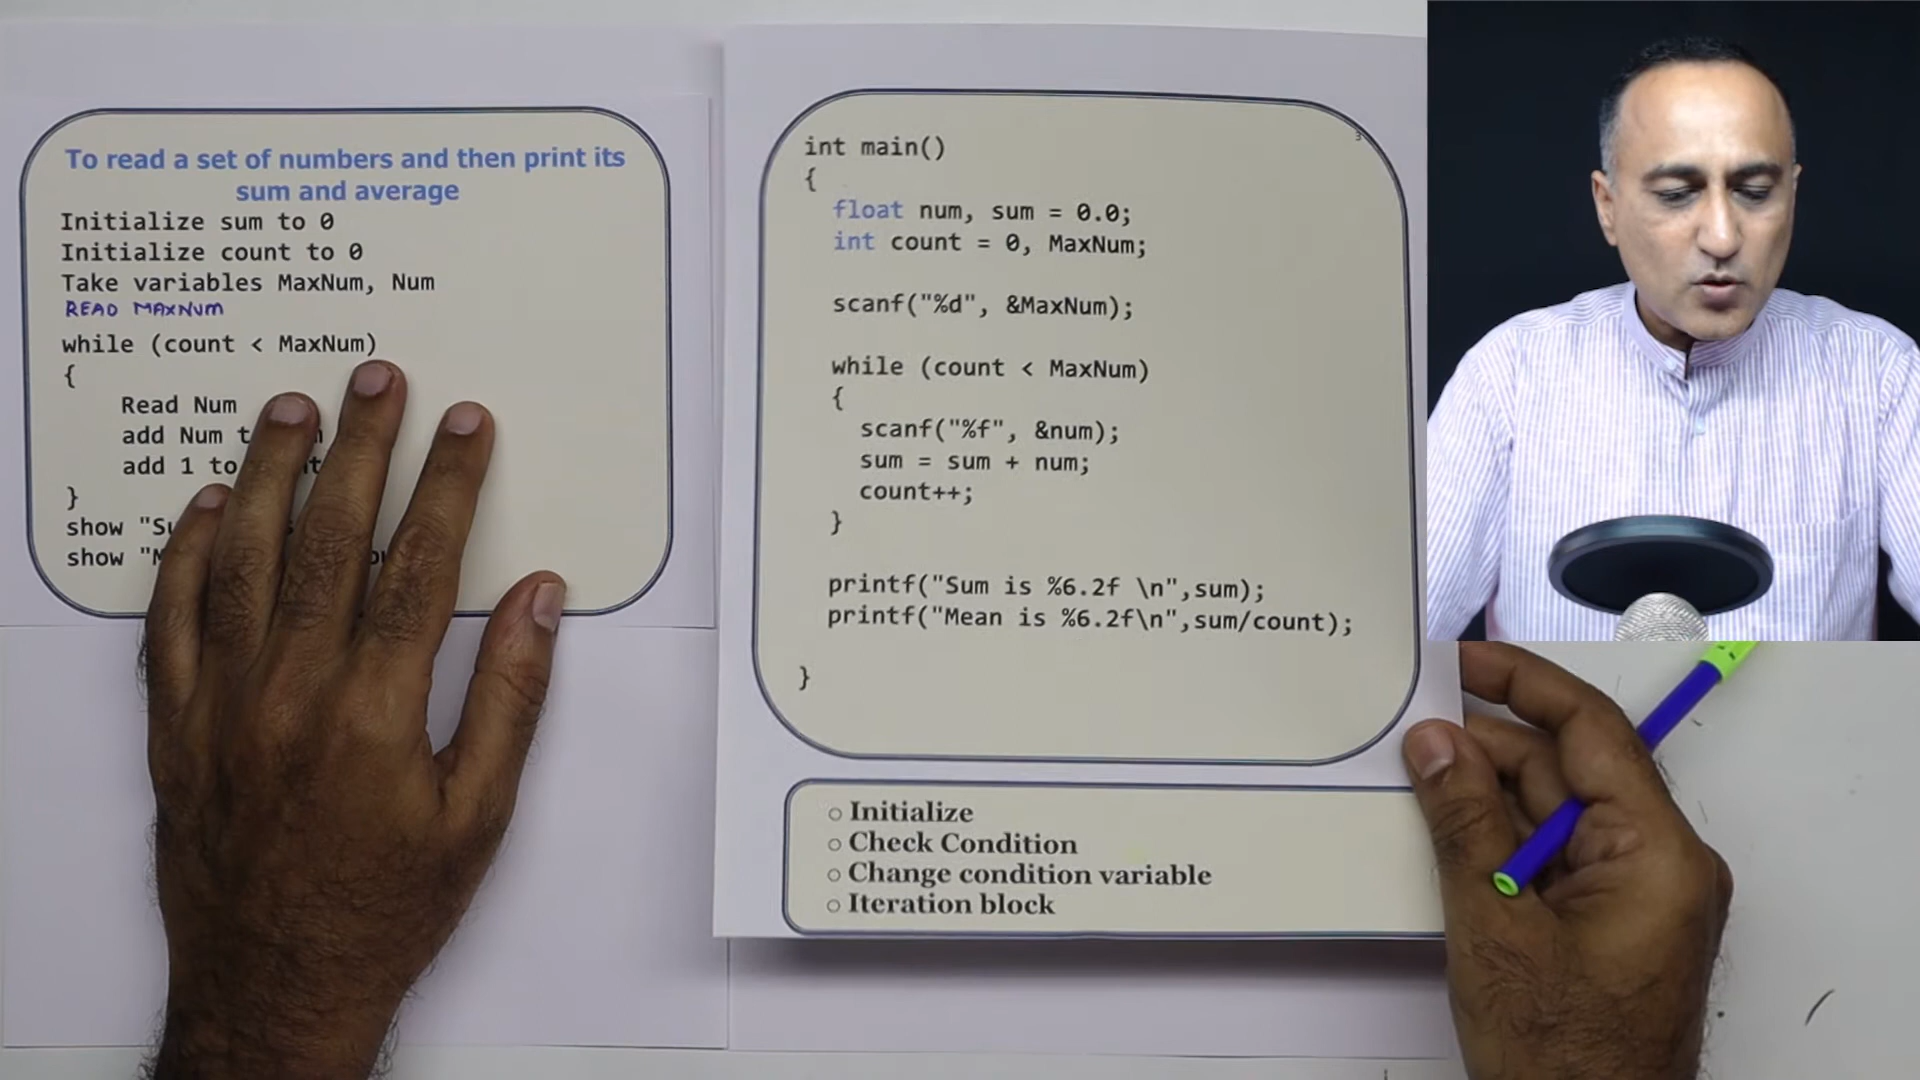 To read a set of numbers and then print its
sum and average
Initialize sum to 0
Initialize count to 0
Take variables MaxNum, Num
READ MAXNUM
while (count < MaxNum)
{
Read Num
add Num
add 1 to
}
show
show
3
int main()
{
float num, sum = 0.0;
int count = 0, MaxNum;
scanf("%d", &MaxNum);
while (count < MaxNum)
{
scanf("%f", &num);
sum = sum + num;
count++;
}
printf("Sum is %6.2f \n",sum);
printf("Mean is %6.2f\n",sum/count);
}
○ Initialize
○ Check Condition
○ Change condition variable
○ Iteration block